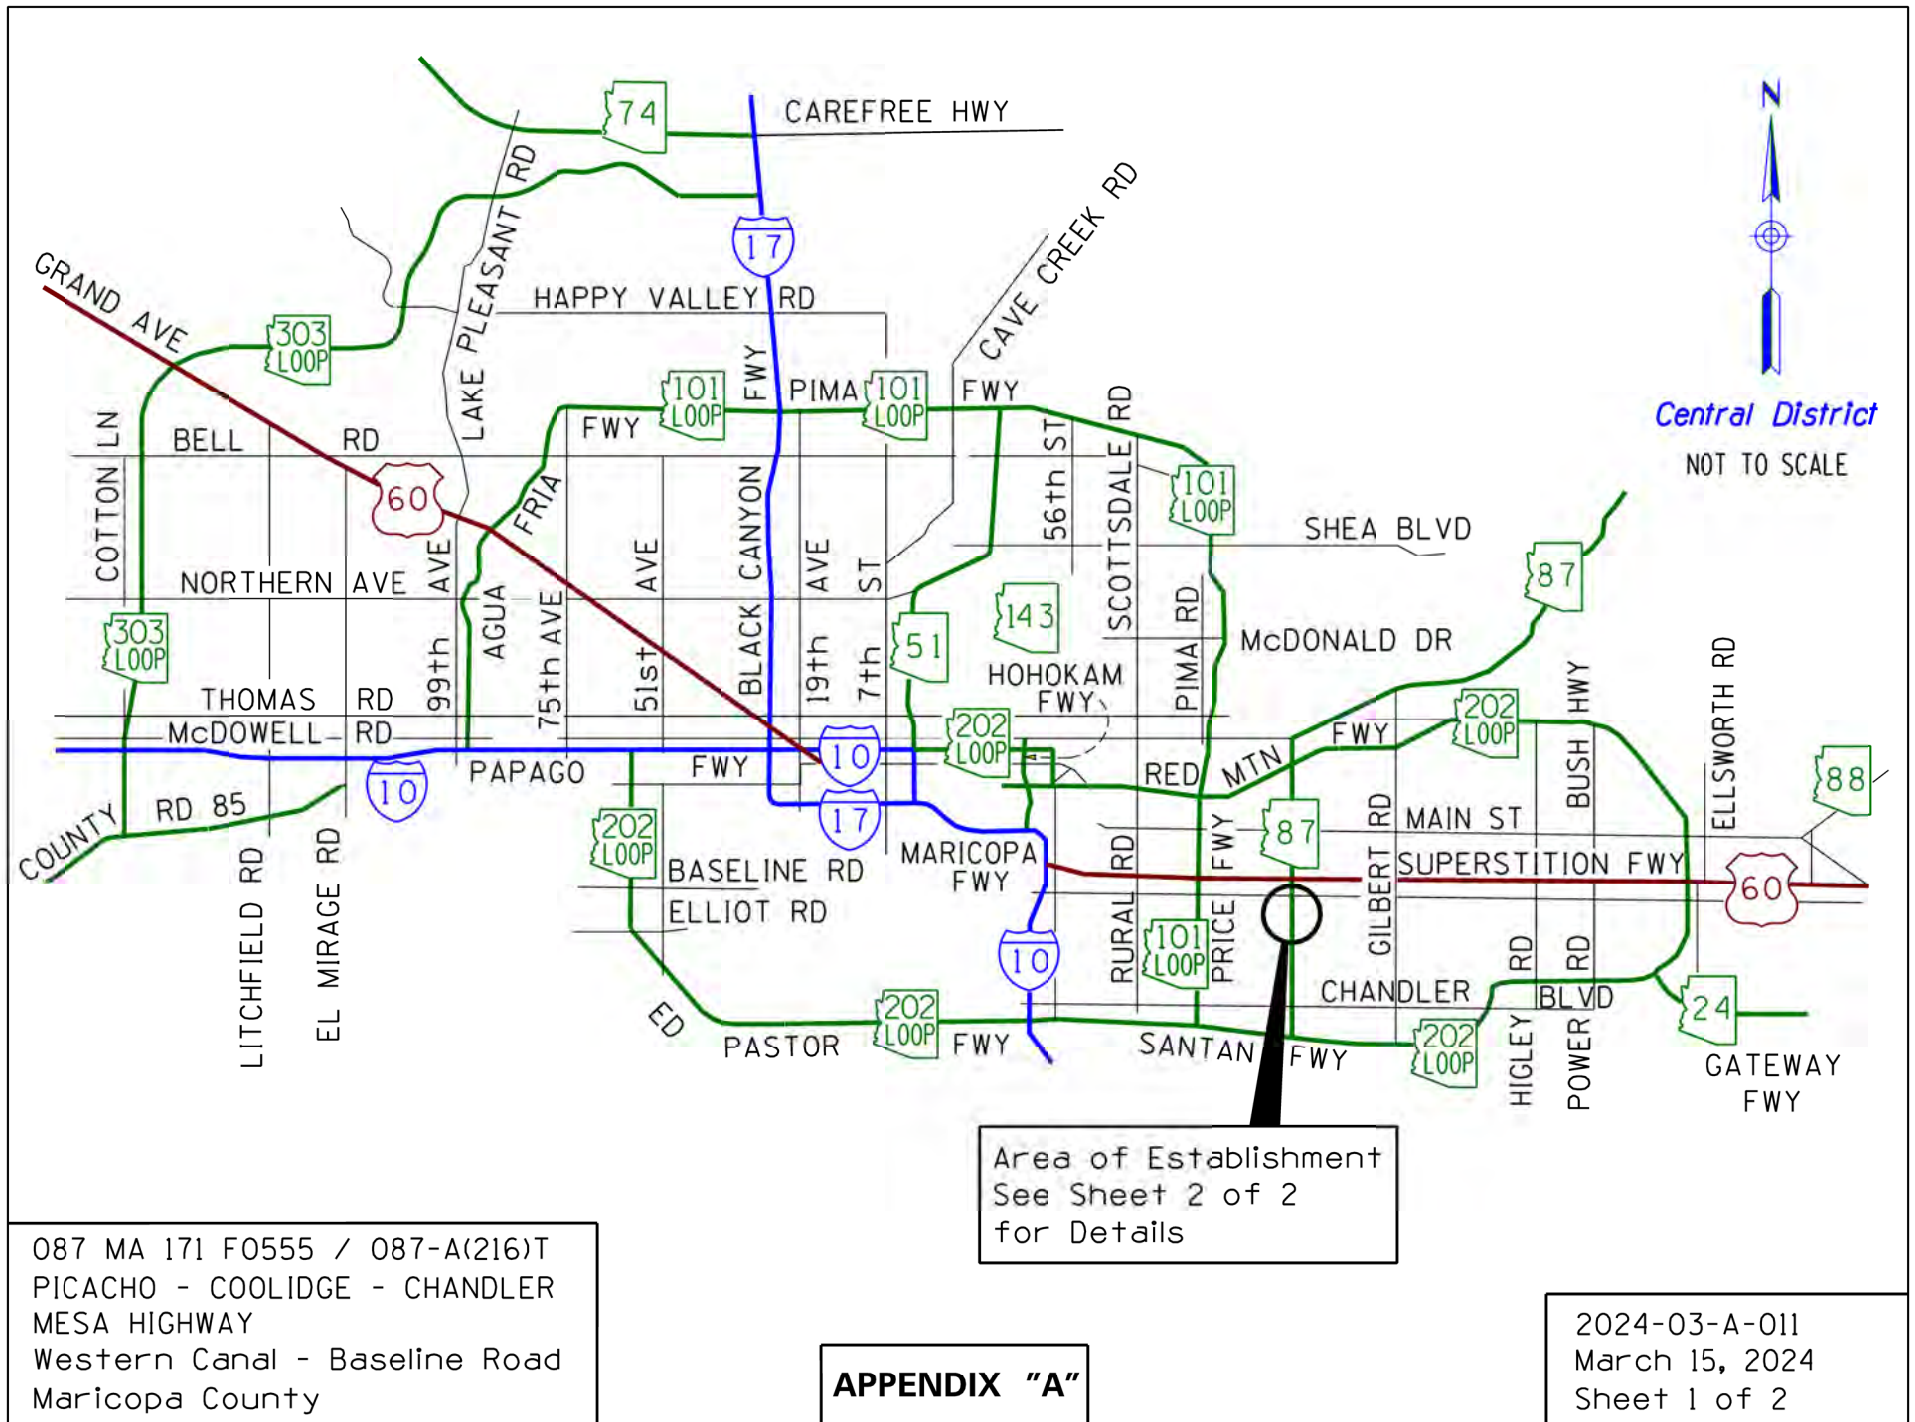 74
CAREFREE HWY
N
17
LAKE PLEASANT RD
CAVE CREEK RD
GRAND AVE
HAPPY VALLEY RD
303
LOOP
101
LOOP
FWY
PIMA
101
LOOP
FWY
FWY
Central District
NOT TO SCALE
COTTON LN
BELL RD
60
AGUA FRIA
BLACK CANYON FWY
56th ST
SCOTTSDALE RD
101
LOOP
SHEA BLVD
87
NORTHERN AVE
99th AVE
75th AVE
51st AVE
19th AVE
7th ST
143
51
303
LOOP
HOHOKAM
FWY
PIMA RD
McDONALD DR
BUSH HWY
ELLSWORTH RD
THOMAS RD
McDOWELL RD
202
LOOP
202
LOOP
10
PAPAGO FWY
10
17
RED MTN FWY
88
COUNTY RD 85
202
LOOP
LITCHFIELD RD
EL MIRAGE RD
BASELINE RD
ELLIOT RD
MARICOPA
FWY
RURAL RD
PRICE FWY
87
GILBERT RD
MAIN ST
SUPERSTITION FWY
60
10
101
LOOP
CHANDLER BLVD
HIGLEY RD
POWER RD
24
ED PASTOR FWY
202
LOOP
SANTAN FWY
202
LOOP
GATEWAY
FWY
Area of Establishment
See Sheet 2 of 2
for Details
087 MA 171 F0555 / 087-A(216)T
PICACHO - COOLIDGE - CHANDLER
MESA HIGHWAY
Western Canal - Baseline Road
Maricopa County
APPENDIX "A"
2024-03-A-011
March 15, 2024
Sheet 1 of 2